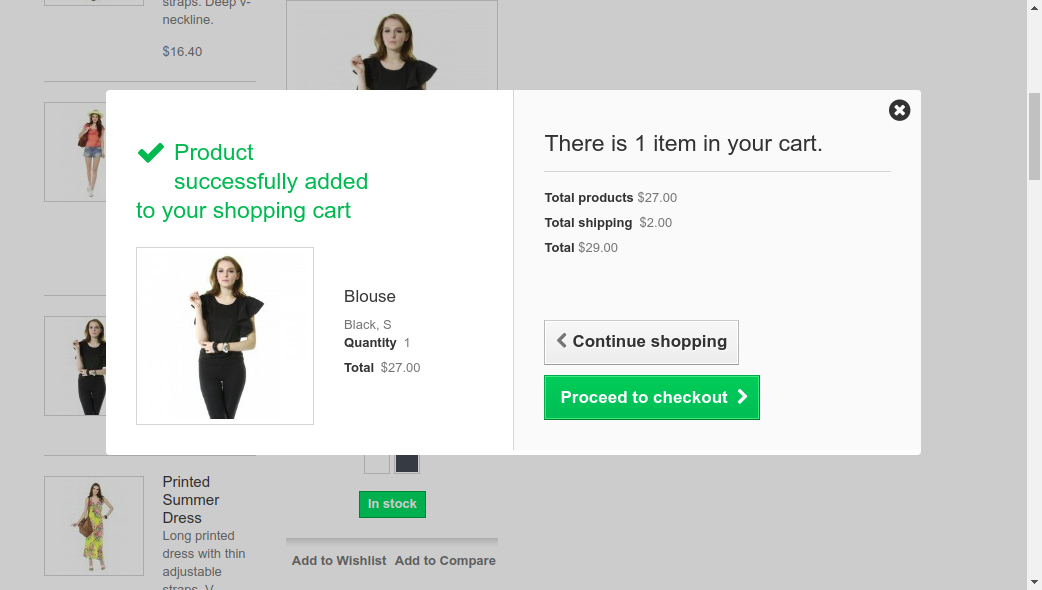 straps. Deep v-
neckline.
$16.40
Product
successfully added
to your shopping cart
Blouse
Black, S
Quantity 1
Total $27.00
There is 1 item in your cart.
Total products $27.00
Total shipping $2.00
Total $29.00
Continue shopping
Proceed to checkout
Printed
Summer
Dress
Long printed
dress with thin
adjustable
straps. V
In stock
Add to Wishlist Add to Compare